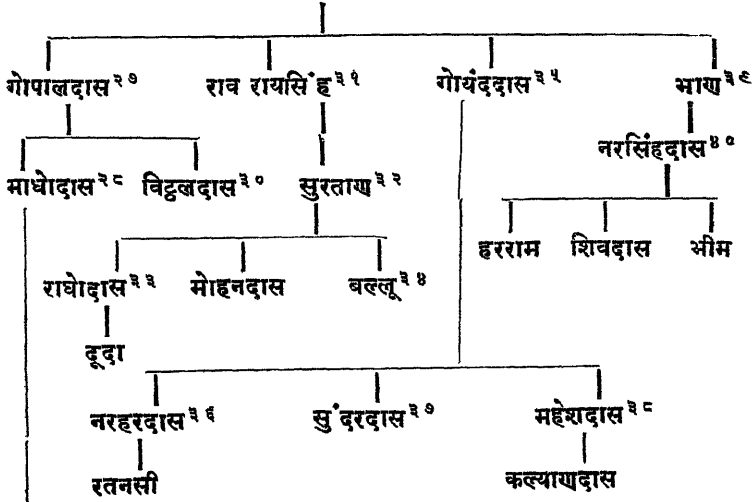 गोपालदास२७ राव रायसिंह३१ गोयंददास३५ भाण३९
नरसिंहदास४०
माधोदास२८ विट्ठलदास३० सुरताण३२
हरराम शिवदास भीम
राघोदास३३ मोहनदास बल्लू३४
दूदा
नरहरदास३६ सुंदरदास३७ महेशदास३८
रतनसी कल्याणदास